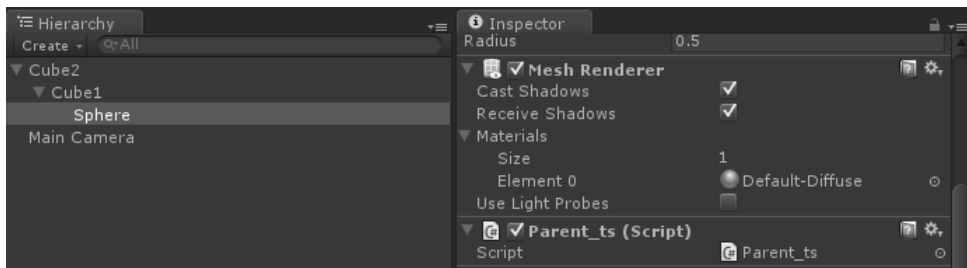 Hierarchy
Create
All
Cube2
Cube1
Sphere
Main Camera
Inspector
Radius 0.5
Mesh Renderer
Cast Shadows
Receive Shadows
Materials
Size 1
Element 0 Default-Diffuse
Use Light Probes
C# Parent_ts (Script)
Script C# Parent_ts